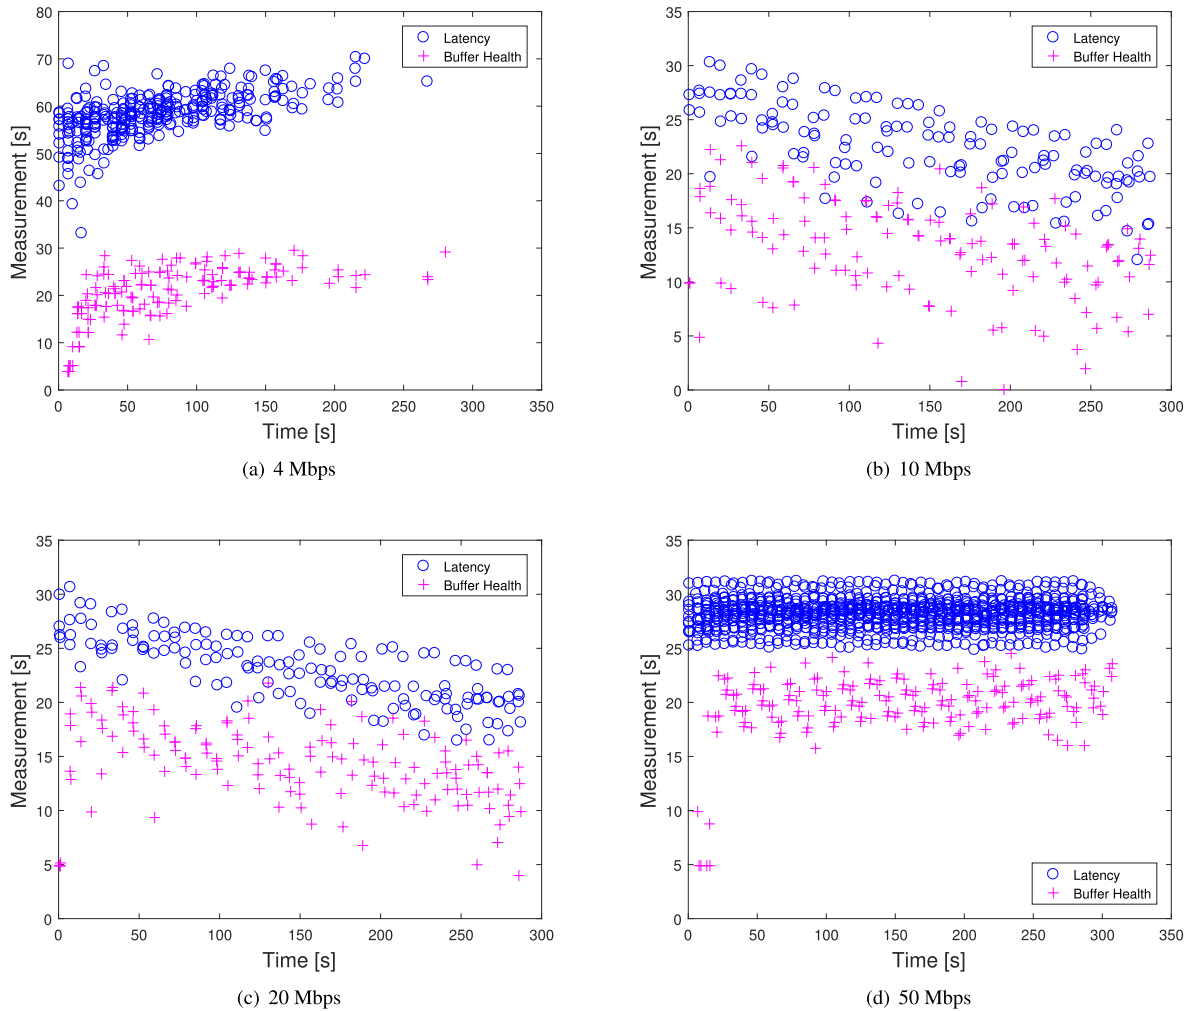 80
70
60
50
40
30
20
10
0
Measurement [s]
Latency
Buffer Health
0 50 100 150 200 250 300 350
Time [s]
(a) 4 Mbps
35
30
25
20
15
10
5
0
Measurement [s]
Latency
Buffer Health
0 50 100 150 200 250 300
Time [s]
(b) 10 Mbps
35
30
25
20
15
10
5
0
Measurement [s]
Latency
Buffer Health
0 50 100 150 200 250 300
Time [s]
(c) 20 Mbps
35
30
25
20
15
10
5
0
Measurement [s]
Latency
Buffer Health
0 50 100 150 200 250 300 350
Time [s]
(d) 50 Mbps